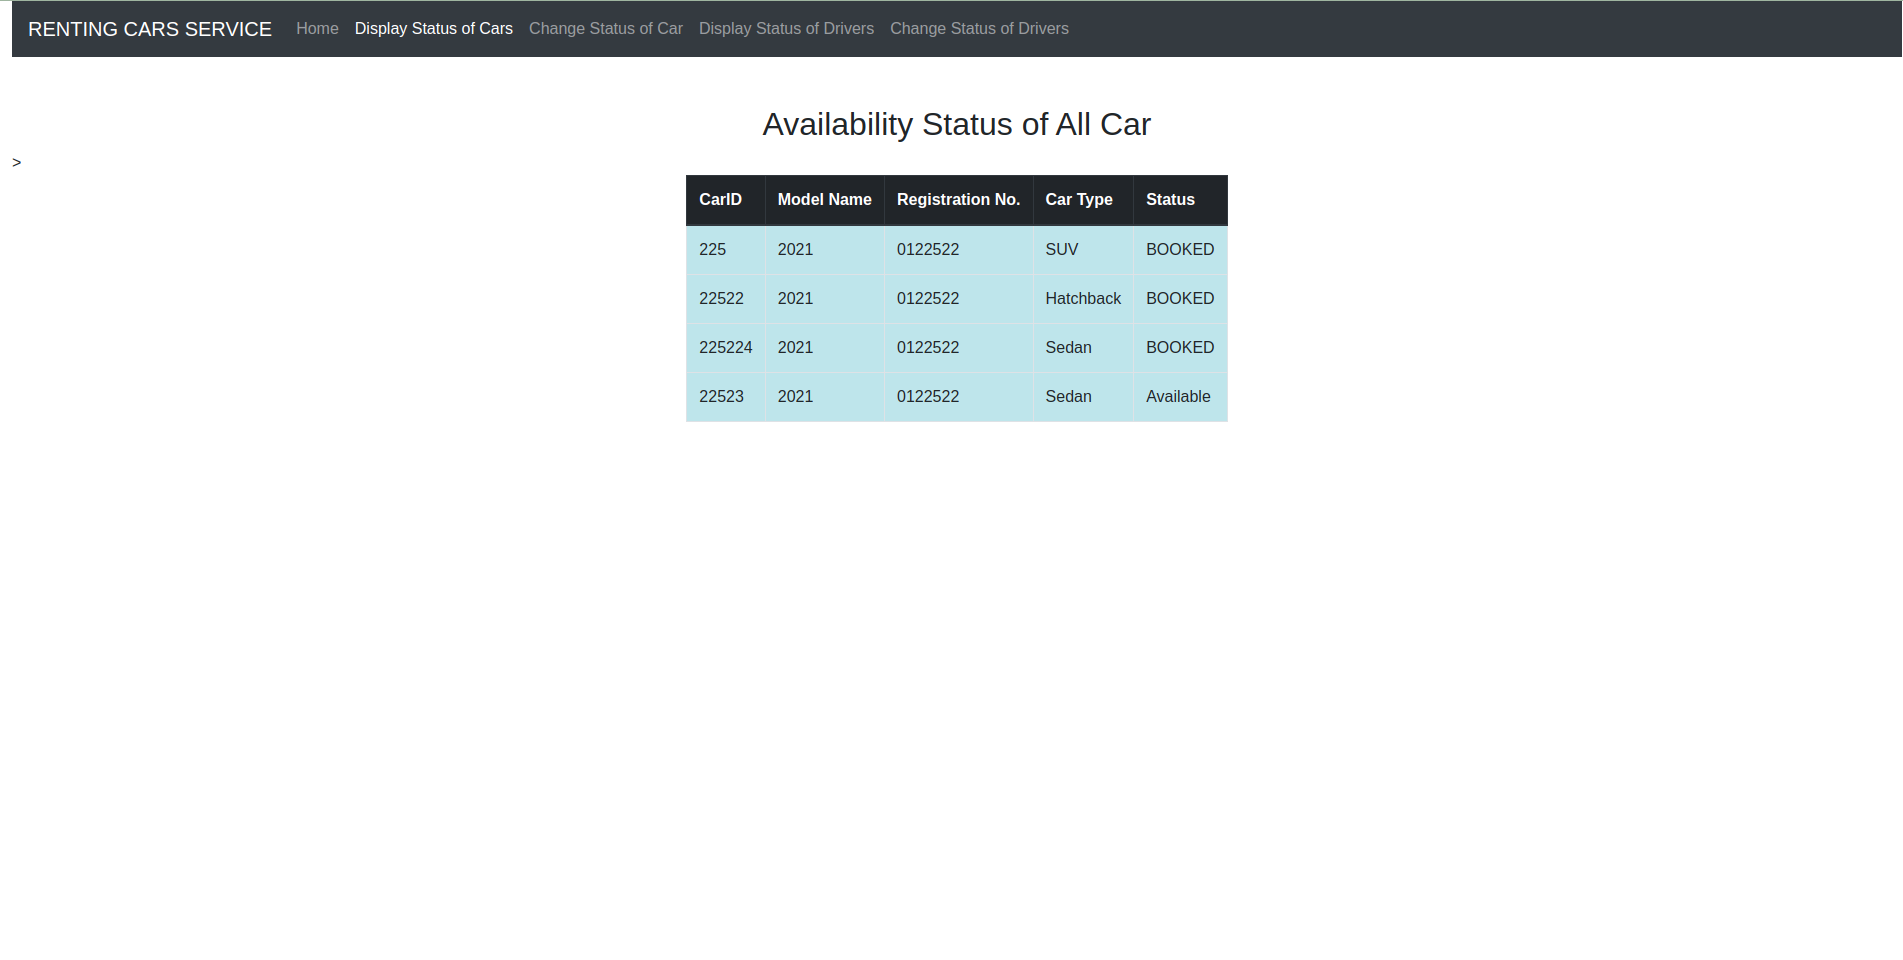 RENTING CARS SERVICE Home Display Status of Cars Change Status of Car Display Status of Drivers Change Status of Drivers
Availability Status of All Car
>
CarID Model Name Registration No. Car Type Status
225 2021 0122522 SUV BOOKED
22522 2021 0122522 Hatchback BOOKED
225224 2021 0122522 Sedan BOOKED
22523 2021 0122522 Sedan Available